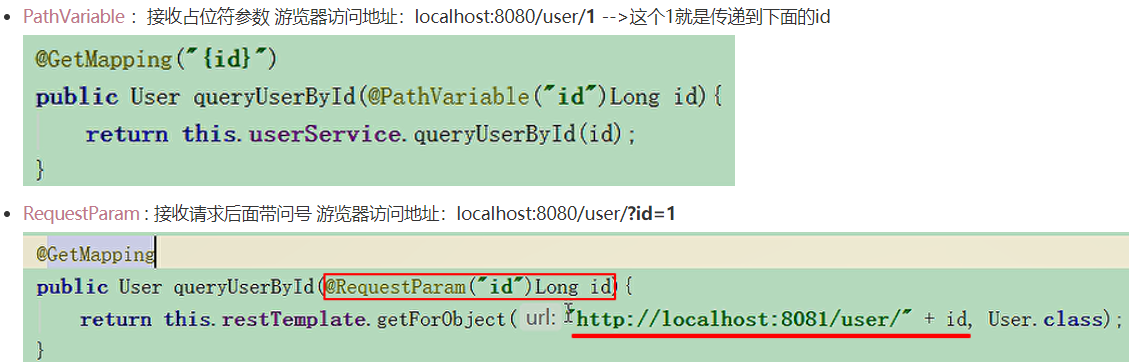 • PathVariable ： 接收占位符参数 游览器访问地址：localhost:8080/user/1 -->这个1就是传递到下面的id
@GetMapping("{id}")
public User queryUserById(@PathVariable("id")Long id){
return this.userService.queryUserById(id);
}
• RequestParam : 接收请求后面带问号 游览器访问地址：localhost:8080/user/?id=1
@GetMapping
public User queryUserById(@RequestParam("id")Long id){
return this.restTemplate.getForObject( url: "http://localhost:8081/user/" + id, User.class);
}